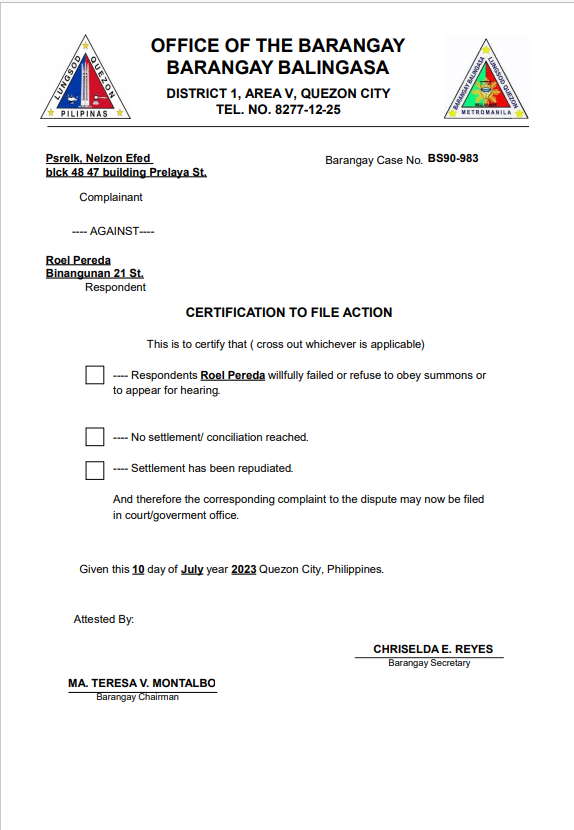 OFFICE OF THE BARANGAY
BARANGAY BALINGASA
DISTRICT 1, AREA V, QUEZON CITY
TEL. NO. 8277-12-25
LUNGSOD QUEZON
PILIPINAS
BARANGAY BALINGASA LUNGSOD QUEZON
METROMANILA
Psrelk, Nelzon Efed
blck 48 47 building Prelaya St.
Barangay Case No. BS90-983
Complainant
---- AGAINST----
Roel Pereda
Binangunan 21 St.
Respondent
CERTIFICATION TO FILE ACTION
This is to certify that ( cross out whichever is applicable)
---- Respondents Roel Pereda willfully failed or refuse to obey summons or
to appear for hearing.
---- No settlement/ conciliation reached.
---- Settlement has been repudiated.
And therefore the corresponding complaint to the dispute may now be filed
in court/goverment office.
Given this 10 day of July year 2023 Quezon City, Philippines.
Attested By:
CHRISELDA E. REYES
Barangay Secretary
MA. TERESA V. MONTALBO
Barangay Chairman